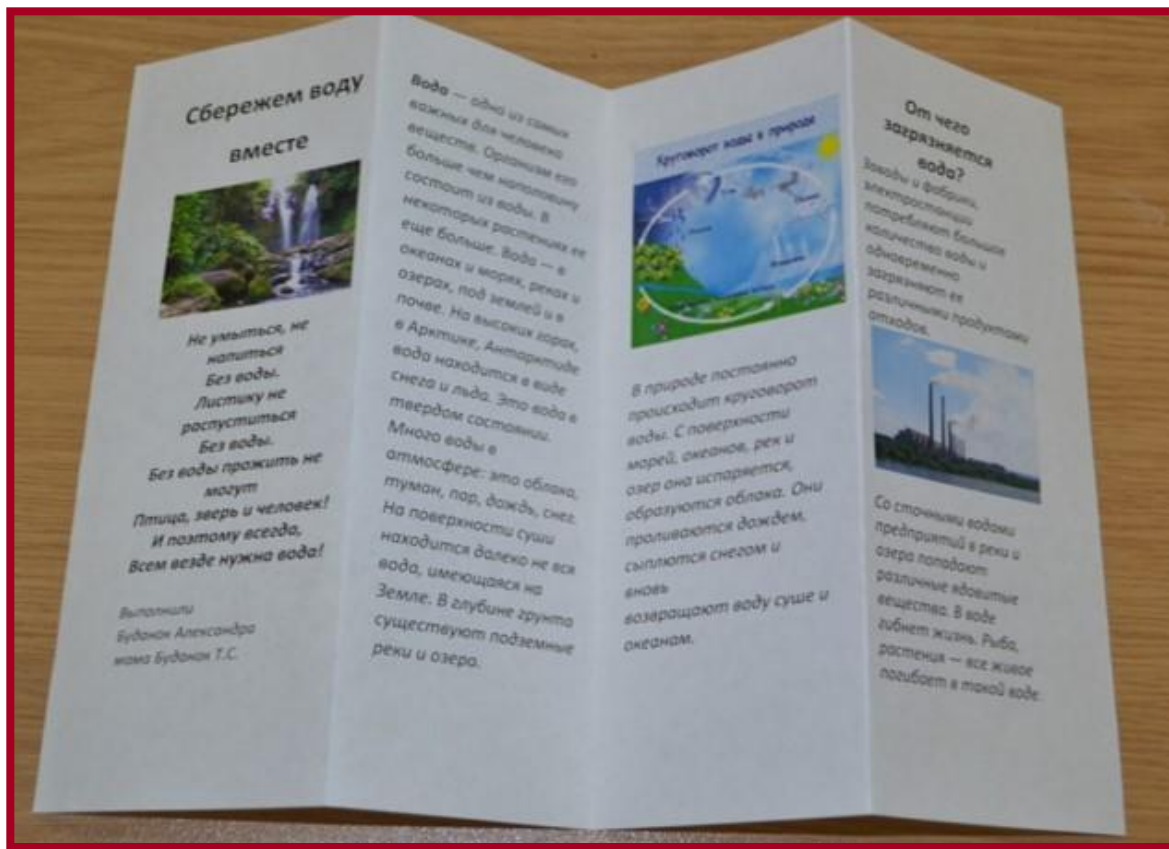 Сбережем воду
вместе
Не умыться, не
напиться
Без воды.
Листику не
распуститься
Без воды.
Без воды прожить не
могут
Птица, зверь и человек!
И поэтому всегда,
Всем везде нужна вода!
Выполнили
Буданок Александра
мама Буданок Т.С.
Вода — одно из самых
важных для человека
веществ. Организм его
больше чем наполовину
состоит из воды. В
некоторых растениях ее
еще больше. Вода — в
океанах и морях, реках и
озерах, под землей и в
почве. На высоких горах,
в Арктике, Антарктиде
вода находится в виде
снега и льда. Это вода в
твердом состоянии.
Много воды в
атмосфере: это облака,
туман, пар, дождь, снег.
На поверхности суши
находится далеко не вся
вода, имеющаяся на
Земле. В глубине грунта
существуют подземные
реки и озера.
Круговорот воды в природе
В природе постоянно
происходит круговорот
воды. С поверхности
морей, океанов, рек и
озер она испаряется,
образуются облака. Они
проливаются дождем,
сыплются снегом и
вновь
возвращают воду суше и
океанам.
От чего
загрязняется
вода?
Заводы и фабрики,
электростанции
потребляют большое
количество воды и
одновременно
загрязняют ее
различными продуктами
отходов.
Со сточными водами
предприятий в реки и
озера попадают
различные ядовитые
вещества. В воде
гибнет жизнь. Рыба,
растения — все живое
погибает в такой воде.